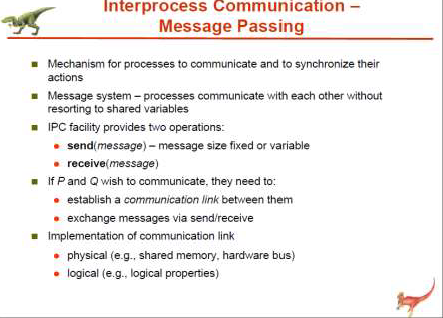 Interprocess Communication –
Message Passing
Mechanism for processes to communicate and to synchronize their
actions
Message system – processes communicate with each other without
resorting to shared variables
IPC facility provides two operations:
send(message) – message size fixed or variable
receive(message)
If P and Q wish to communicate, they need to:
establish a communication link between them
exchange messages via send/receive
Implementation of communication link
physical (e.g., shared memory, hardware bus)
logical (e.g., logical properties)